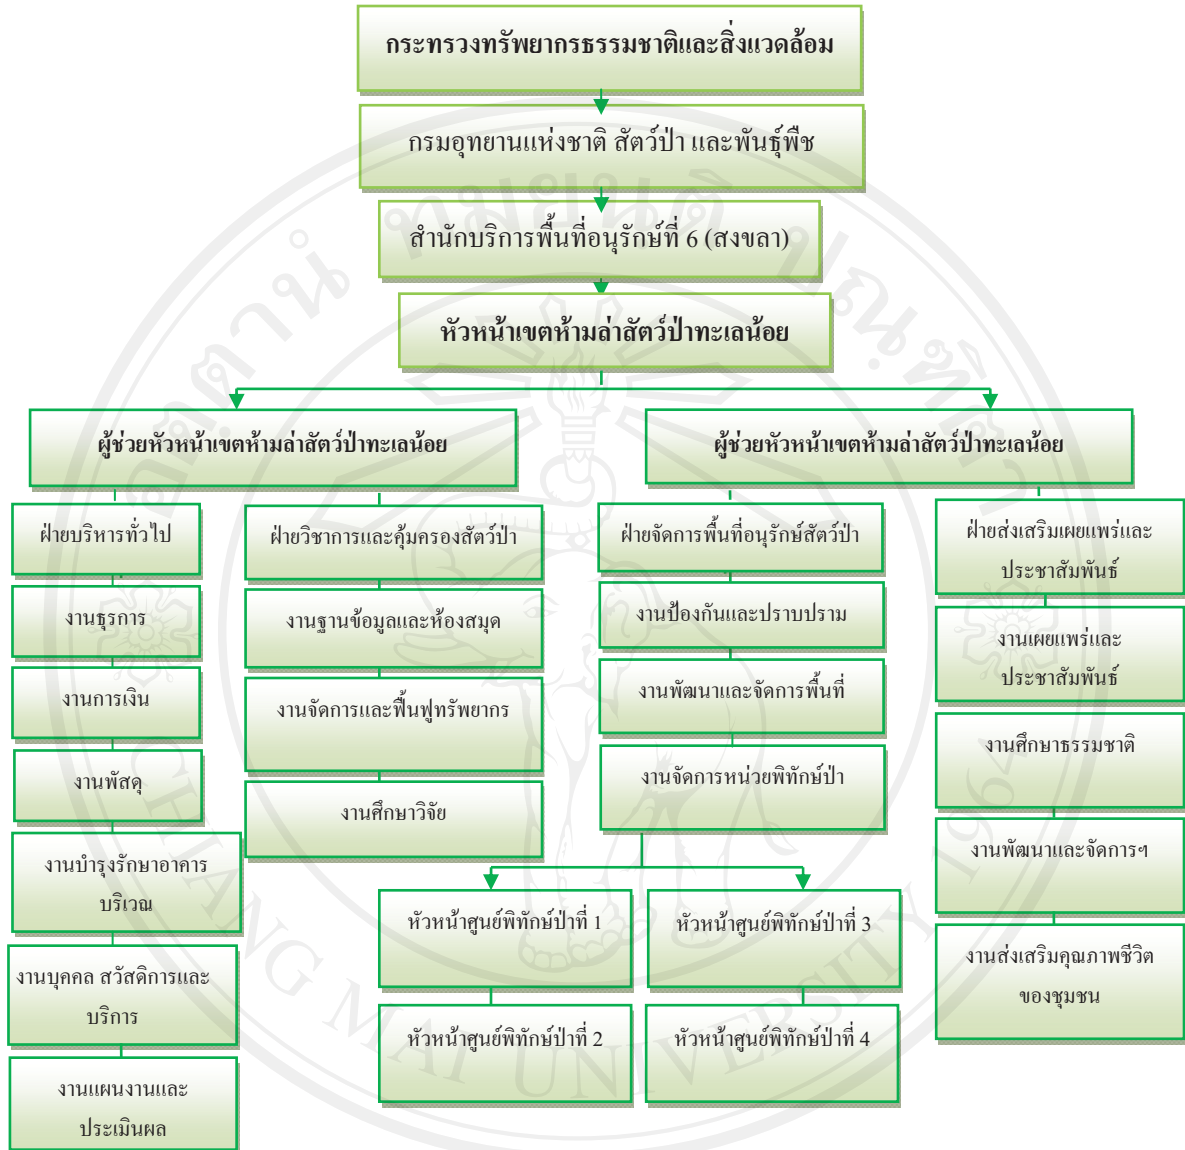 กระทรวงทรัพยากรธรรมชาติและสิ่งแวดล้อม
กรมอุทยานแห่งชาติ สัตว์ป่า และพันธุ์พืช
สำนักบริการพื้นที่อนุรักษ์ที่ 6 (สงขลา)
หัวหน้าเขตห้ามล่าสัตว์ป่าทะเลน้อย
ผู้ช่วยหัวหน้าเขตห้ามล่าสัตว์ป่าทะเลน้อย
ฝ่ายบริหารทั่วไป
งานธุรการ
งานการเงิน
งานพัสดุ
งานบำรุงรักษาอาคาร
บริเวณ
งานบุคคล สวัสดิการและ
บริการ
งานแผนงานและ
ประเมินผล
ฝ่ายวิชาการและคุ้มครองสัตว์ป่า
งานฐานข้อมูลและห้องสมุด
งานจัดการและฟื้นฟูทรัพยากร
งานศึกษาวิจัย
ผู้ช่วยหัวหน้าเขตห้ามล่าสัตว์ป่าทะเลน้อย
ฝ่ายจัดการพื้นที่อนุรักษ์สัตว์ป่า
งานป้องกันและปราบปราม
งานพัฒนาและจัดการพื้นที่
งานจัดการหน่วยพิทักษ์ป่า
หัวหน้าศูนย์พิทักษ์ป่าที่ 1
หัวหน้าศูนย์พิทักษ์ป่าที่ 2
หัวหน้าศูนย์พิทักษ์ป่าที่ 3
หัวหน้าศูนย์พิทักษ์ป่าที่ 4
ฝ่ายส่งเสริมเผยแพร่และ
ประชาสัมพันธ์
งานเผยแพร่และ
ประชาสัมพันธ์
งานศึกษาธรรมชาติ
งานพัฒนาและจัดการฯ
งานส่งเสริมคุณภาพชีวิต
ของชุมชน
อตฺตานํ ทมยนฺติ ปณฺฑิตา
CHIANG MAI UNIVERSITY 1964